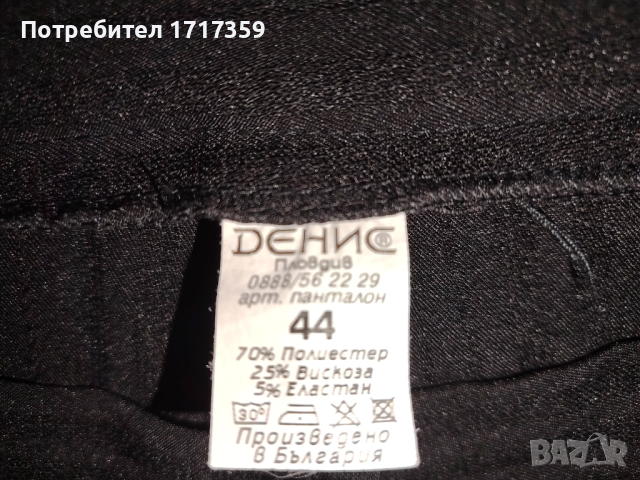 Потребител 1717359
ДЕНИС®
Пловдив
0888/56 22 29
арт. панталон
44
70% Полиестер
25% Вискоза
5% Еластан
30°
Произведено
в България
BAZAR